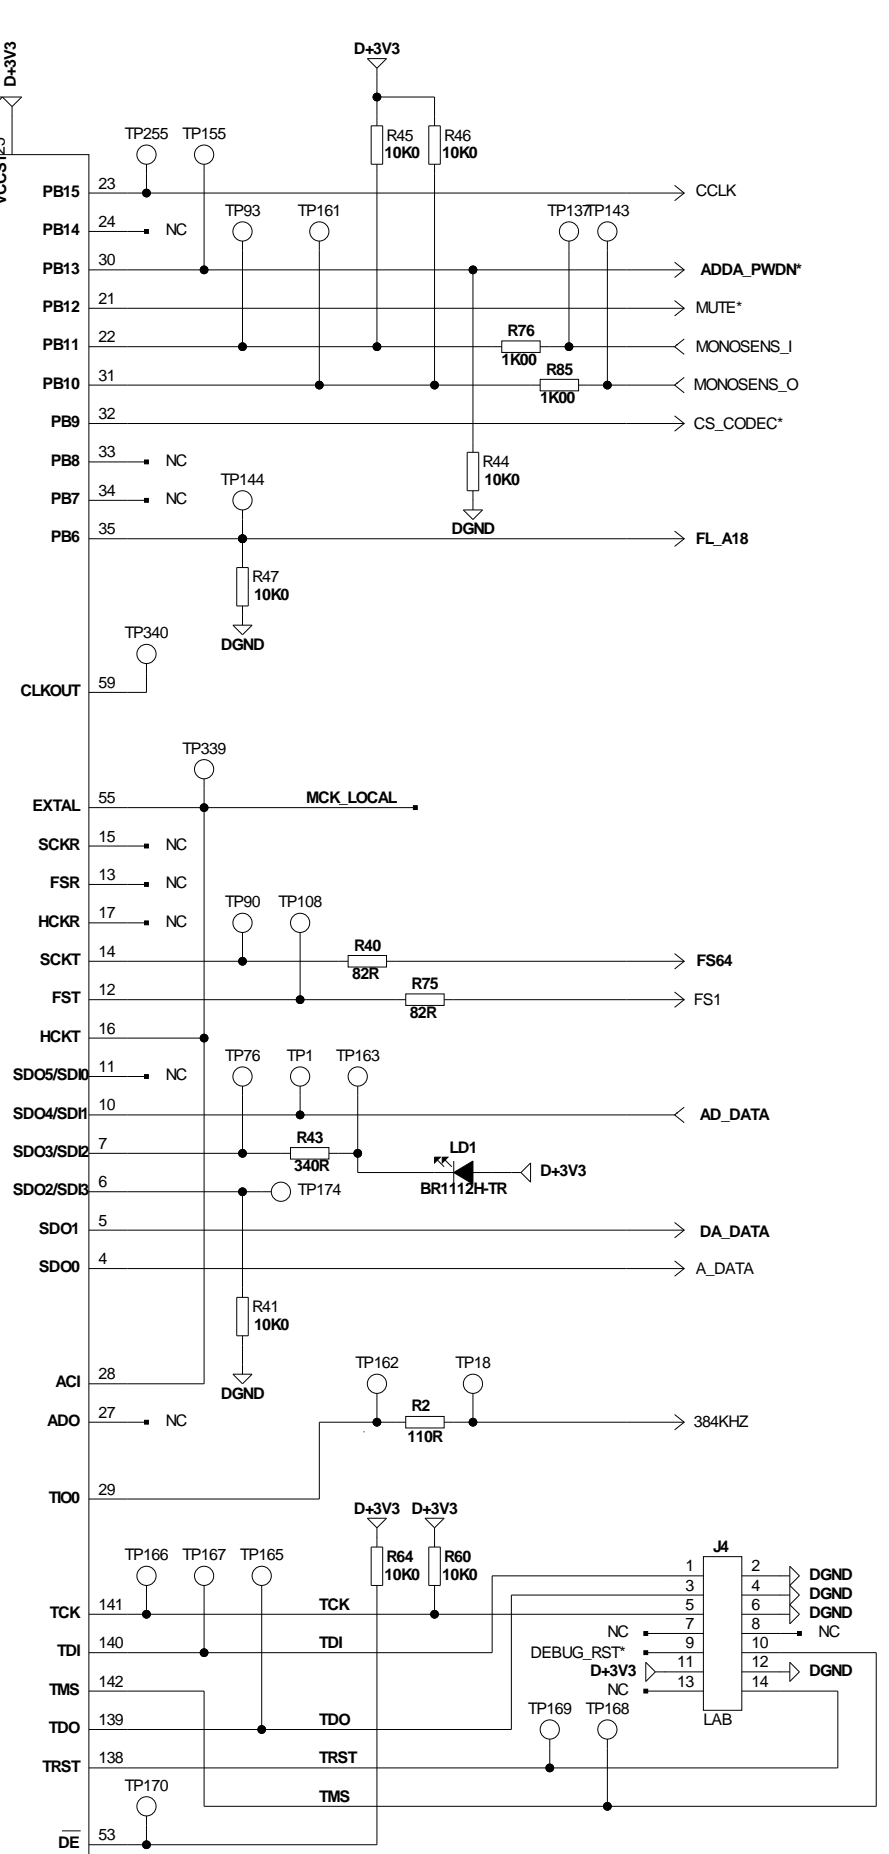 D+3V3
D+3V3
TP255 TP155 R45 R46
10K0 10K0
PB15 23 CCLK
TP93 TP161 TP137 TP143
PB14 24 NC
PB13 30 ADDA_PWDN*
PB12 21 MUTE*
R76
PB11 22 MONOSENS_I
1K00
R85
PB10 31 MONOSENS_O
1K00
PB9 32 CS_CODEC*
PB8 33 NC R44
10K0
TP144
PB7 34 NC
DGND
PB6 35 FL_A18
R47
10K0
DGND
TP340
CLKOUT 59
TP339
EXTAL 55 MCK_LOCAL
SCKR 15 NC
FSR 13 NC
TP90 TP108
HCKR 17 NC
R40
SCKT 14 FS64
82R
R75
FST 12 FS1
82R
HCKT 16
TP76 TP1 TP163
SDO5/SDI0 11 NC
SDO4/SDI1 10 AD_DATA
R43 LD1
SDO3/SDI2 7
340R D+3V3
BR1112H-TR
SDO2/SDI3 6 TP174
SDO1 5 DA_DATA
SDO0 4 A_DATA
R41
10K0
TP162 TP18
ACI 28
DGND
R2
ADO 27 NC 384KHZ
110R
TIO0 29
D+3V3 D+3V3
J4
TP166 TP167 TP165 R64 R60
10K0 10K0
1 2 DGND
3 4 DGND
TCK 141 TCK 5 6 DGND
NC 7 8 NC
TDI 140 TDI DEBUG_RST* 9 10
D+3V3 11 12 DGND
TMS 142 NC 13 14
TP169 TP168 LAB
TDO 139 TDO
TRST 138 TRST
TP170 TMS
DE 53